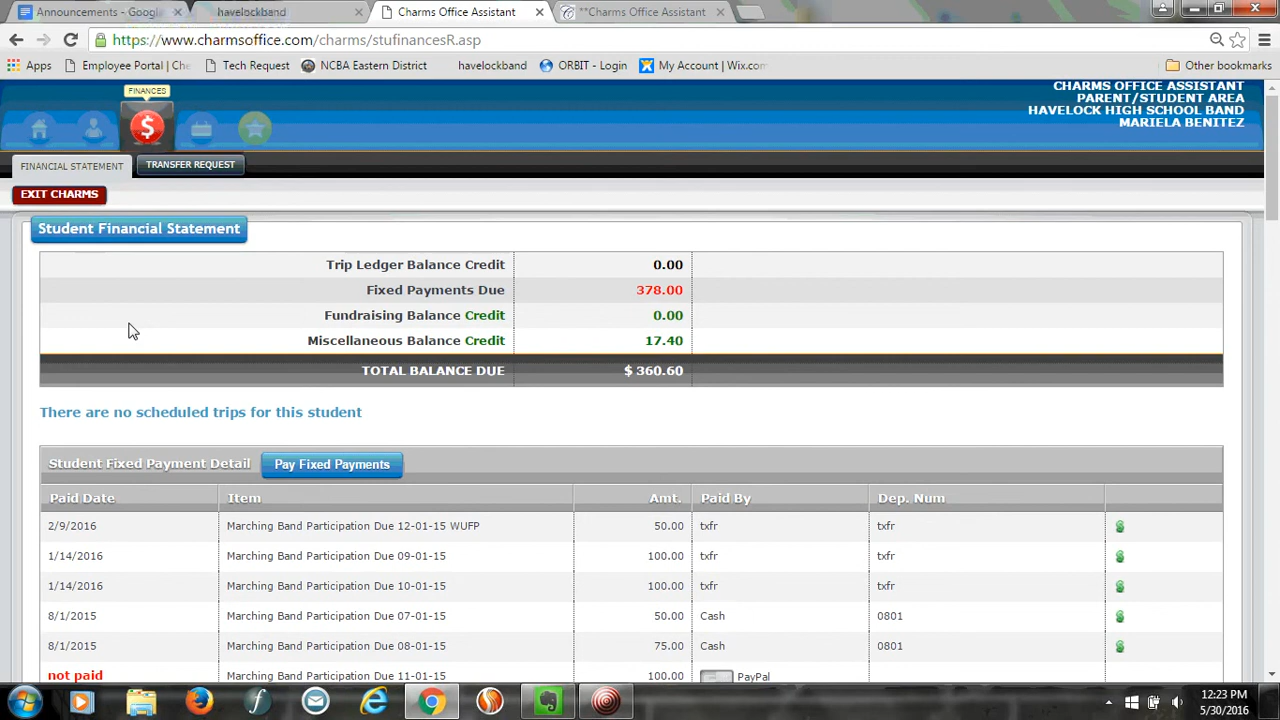 Announcements - Google
havelockband
Charms Office Assistant
**Charms Office Assistant
https://www.charmsoffice.com/charms/stufinancesR.asp
Apps
Employee Portal | Che
Tech Request
NCBA Eastern District
havelockband
ORBIT - Login
My Account | Wix.com
Other bookmarks
FINANCES
CHARMS OFFICE ASSISTANT
PARENT/STUDENT AREA
HAVELOCK HIGH SCHOOL BAND
MARIELA BENITEZ
FINANCIAL STATEMENT TRANSFER REQUEST
EXIT CHARMS
Student Financial Statement
Trip Ledger Balance Credit 0.00
Fixed Payments Due 378.00
Fundraising Balance Credit 0.00
Miscellaneous Balance Credit 17.40
TOTAL BALANCE DUE $ 360.60
There are no scheduled trips for this student
Student Fixed Payment Detail Pay Fixed Payments
Paid Date Item Amt. Paid By Dep. Num
2/9/2016 Marching Band Participation Due 12-01-15 WUFP 50.00 txfr txfr
1/14/2016 Marching Band Participation Due 09-01-15 100.00 txfr txfr
1/14/2016 Marching Band Participation Due 10-01-15 100.00 txfr txfr
8/1/2015 Marching Band Participation Due 07-01-15 50.00 Cash 0801
8/1/2015 Marching Band Participation Due 08-01-15 75.00 Cash 0801
not paid Marching Band Participation Due 11-01-15 100.00 PayPal
12:23 PM
5/30/2016